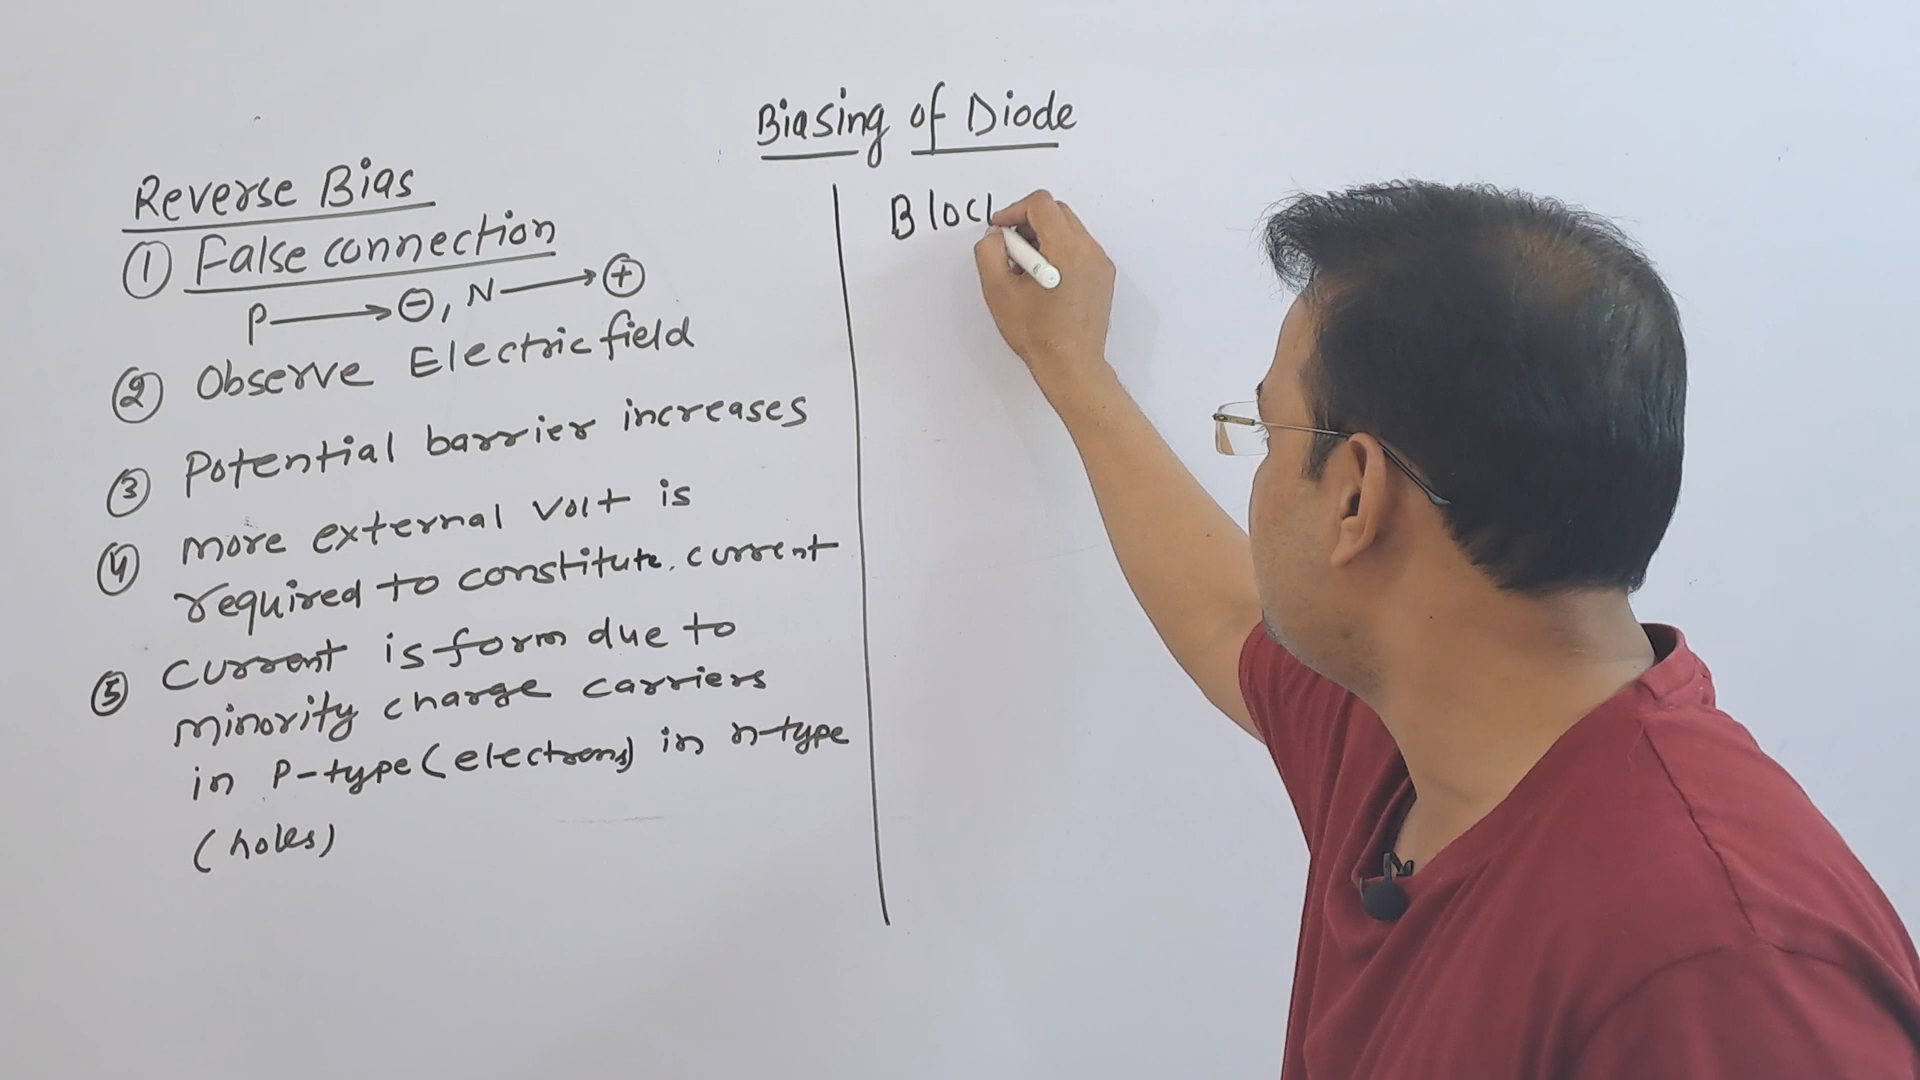 Biasing of Diode
Reverse Bias
① False connection
P⟶⊖, N⟶⊕
② Observe Electric field
③ Potential barrier increases
④ more external volt is
required to constitute. current
⑤ current is form due to
minority charge carriers
in P-type (electrons) in n-type
(holes)
Bloc